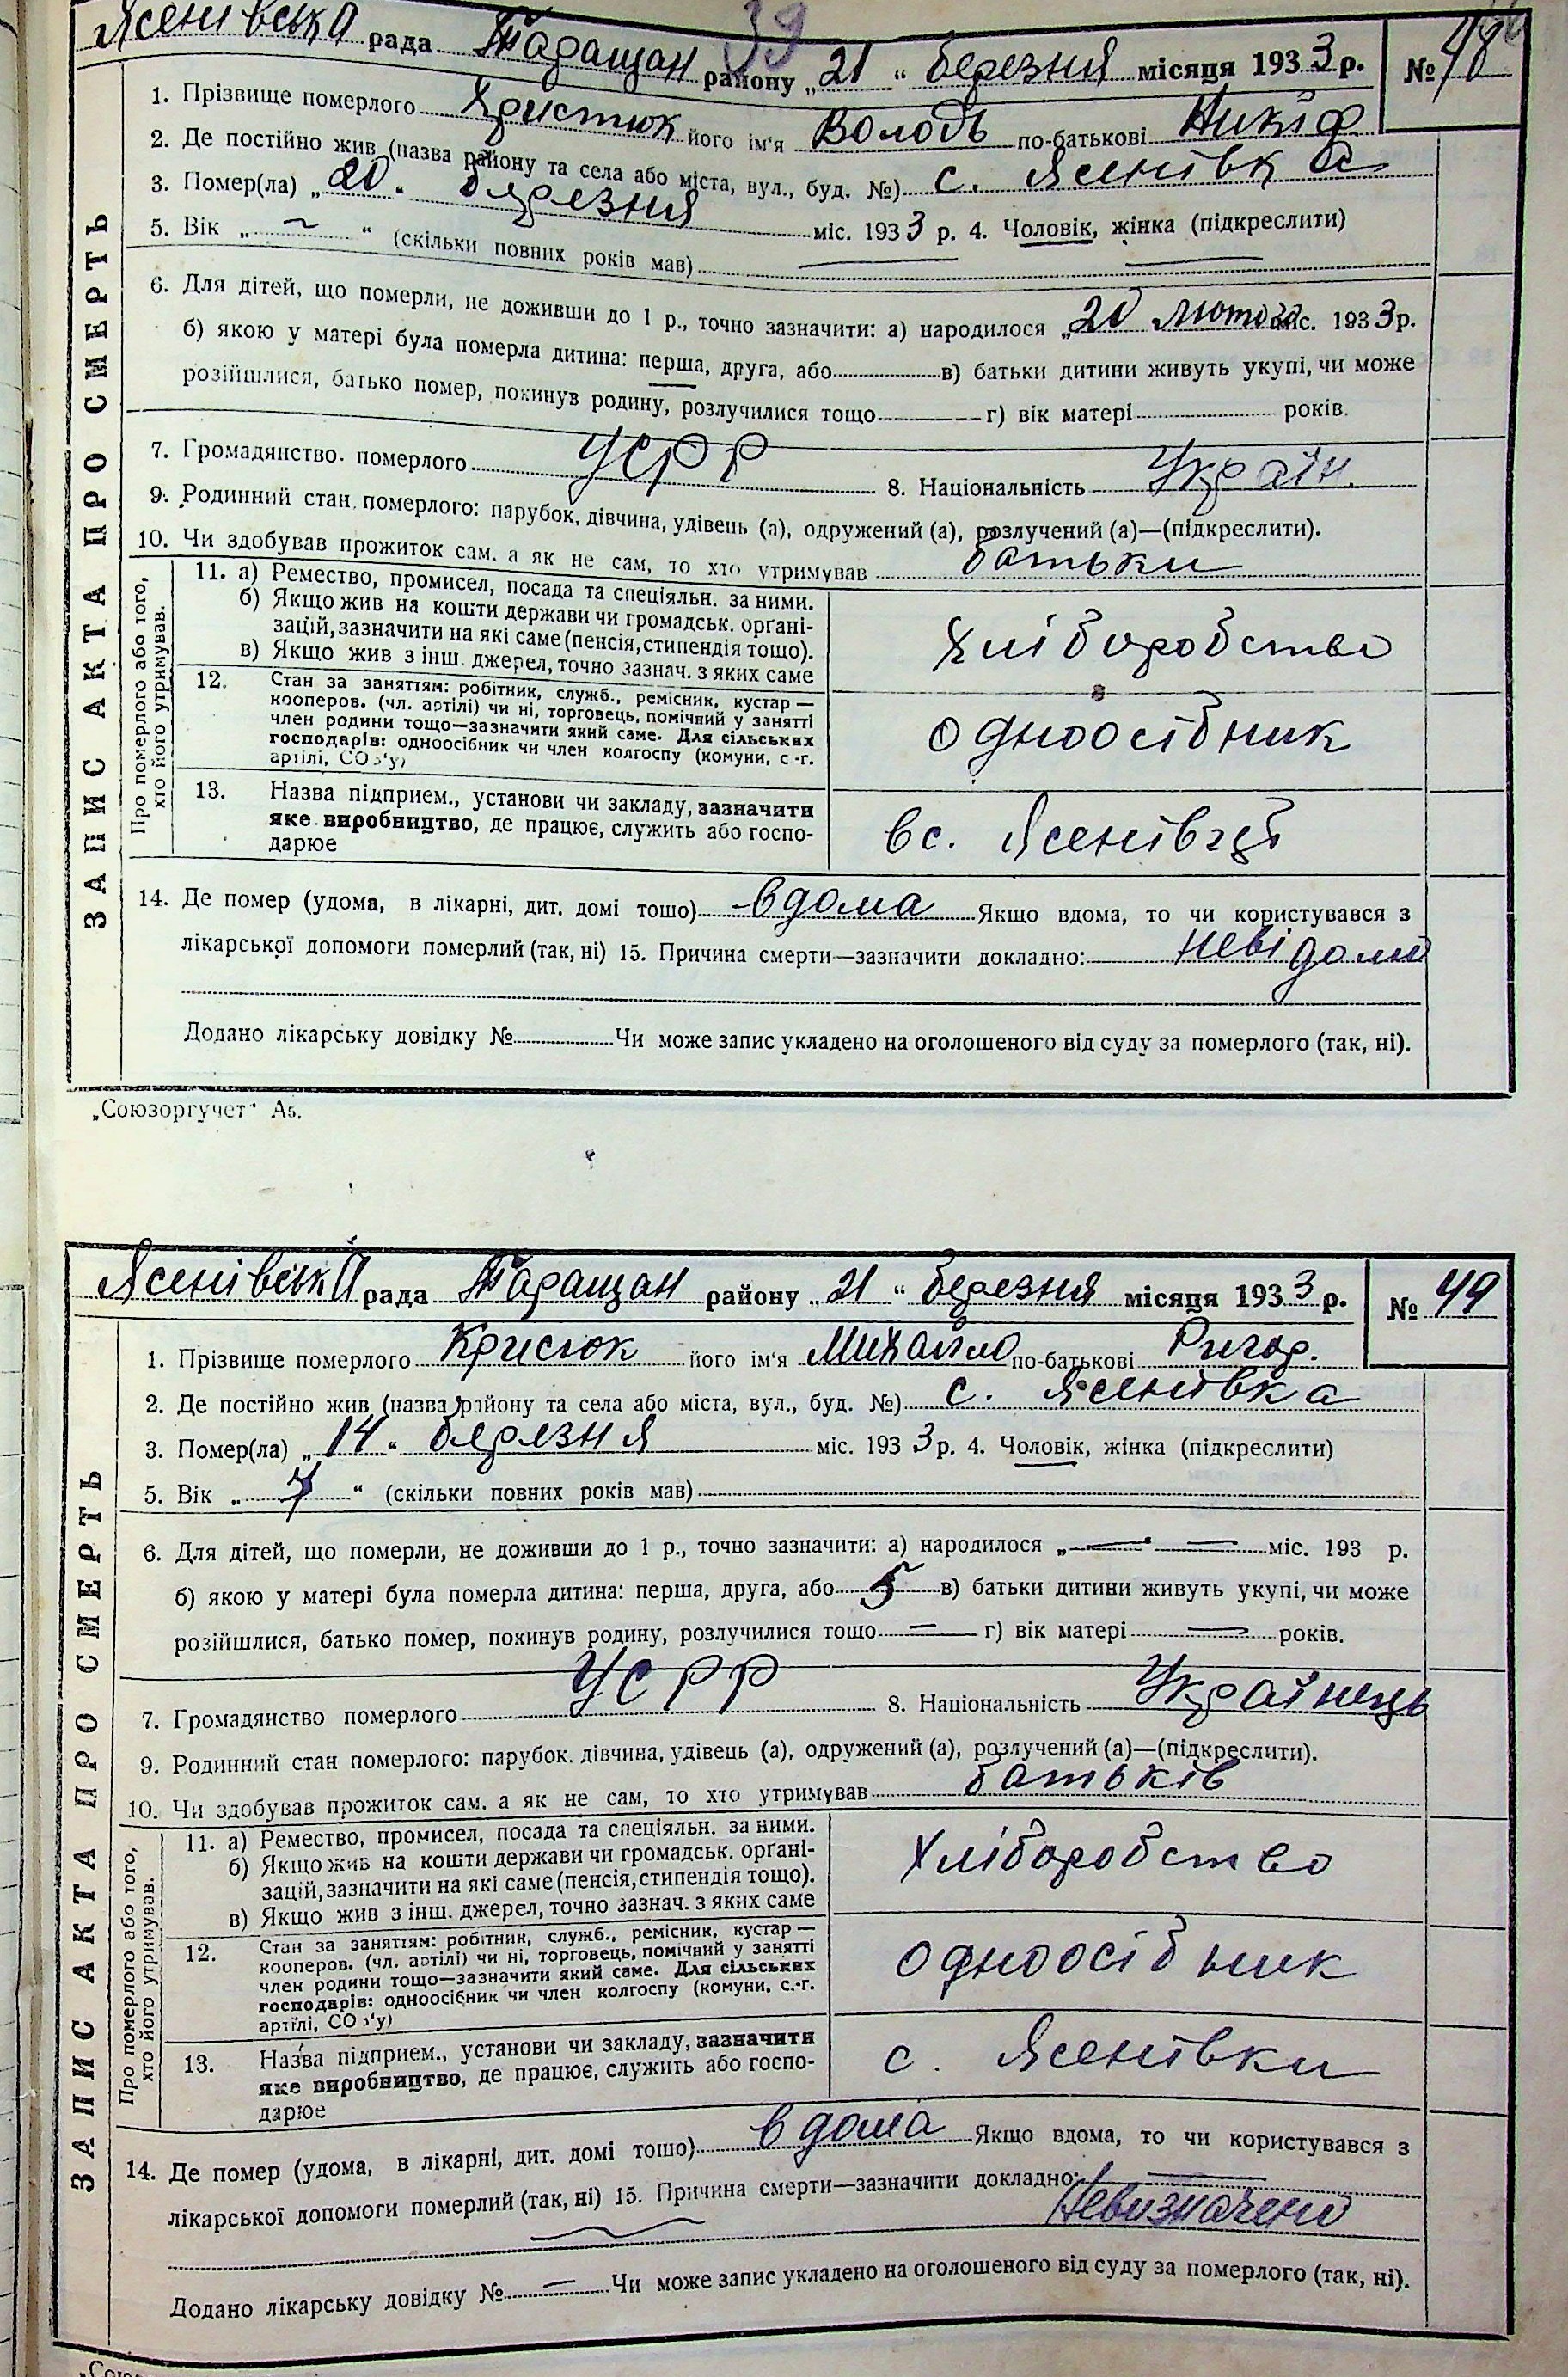 39
Ясенівська рада Таращан району „21“ березня місяця 1933 р. № 48
1. Прізвище померлого Христюк його ім'я Володь по-батькові Никіф.
2. Де постійно жив (назва району та села або міста, вул., буд. №) с. Ясенівка
3. Помер(ла) „20“ березня міс. 1933 р. 4. Чоловік, жінка (підкреслити)
5. Вік „ ~ “ (скільки повних років мав)
6. Для дітей, що померли, не доживши до 1 р., точно зазначити: а) народилося „20 лютого міс. 1933 р.
б) якою у матері була померла дитина: перша, друга, або в) батьки дитини живуть укупі, чи може
розійшлися, батько помер, покинув родину, розлучилися тощо г) вік матері років.
7. Громадянство померлого УСРР 8. Національність Україн.
9. Родинний стан померлого: парубок, дівчина, удівець (а), одружений (а), розлучений (а)—(підкреслити).
10. Чи здобував прожиток сам, а як не сам, то хто утримував батьки
ЗАПИС АКТА ПРО СМЕРТЬ
Про померлого або того, хто його утримував.
11. а) Ремество, промисел, посада та спеціяльн. за ними.
б) Якщо жив на кошти держави чи громадськ. органі-
зацій, зазначити на які саме (пенсія, стипендія тощо).
в) Якщо жив з інш. джерел, точно зазнач. з яких саме
Хліборобство
12. Стан за заняттям: робітник, служб., ремісник, кустар—
кооперов. (чл. артілі) чи ні, торговець, помічний у занятті
член родини тощо—зазначити який саме. Для сільських
господарів: одноосібник чи член колгоспу (комуни, с.-г.
артілі, СОЗ'у)
одноосібник
13. Назва підприєм., установи чи закладу, зазначити
яке виробництво, де працює, служить або госпо-
дарює
в с. Ясенівці
14. Де помер (удома, в лікарні, дит. домі тощо) вдома Якщо вдома, то чи користувався з
лікарської допомоги померлий (так, ні) 15. Причина смерти—зазначити докладно: невідомо
Додано лікарську довідку № Чи може запис укладено на оголошеного від суду за померлого (так, ні).
„Союзоргучет“ А5.
Ясенівська рада Таращан району „21“ березня місяця 1933 р. № 49
1. Прізвище померлого Крисюк його ім'я Михайло по-батькові Ригор.
2. Де постійно жив (назва району та села або міста, вул., буд. №) с. Ясенівка
3. Помер(ла) „14“ березня міс. 1933 р. 4. Чоловік, жінка (підкреслити)
5. Вік „7“ (скільки повних років мав)
6. Для дітей, що померли, не доживши до 1 р., точно зазначити: а) народилося „—“ — міс. 193 р.
б) якою у матері була померла дитина: перша, друга, або 5 в) батьки дитини живуть укупі, чи може
розійшлися, батько помер, покинув родину, розлучилися тощо — г) вік матері — років.
7. Громадянство померлого УСРР 8. Національність Українець
9. Родинний стан померлого: парубок, дівчина, удівець (а), одружений (а), розлучений (а)—(підкреслити).
10. Чи здобував прожиток сам, а як не сам, то хто утримував батьків
ЗАПИС АКТА ПРО СМЕРТЬ
Про померлого або того, хто його утримував.
11. а) Ремество, промисел, посада та спеціяльн. за ними.
б) Якщо жив на кошти держави чи громадськ. органі-
зацій, зазначити на які саме (пенсія, стипендія тощо).
в) Якщо жив з інш. джерел, точно зазнач. з яких саме
Хліборобство
12. Стан за заняттям: робітник, служб., ремісник, кустар—
кооперов. (чл. артілі) чи ні, торговець, помічний у занятті
член родини тощо—зазначити який саме. Для сільських
господарів: одноосібник чи член колгоспу (комуни, с.-г.
артілі, СОЗ'у)
одноосібник
13. Назва підприєм., установи чи закладу, зазначити
яке виробництво, де працює, служить або госпо-
дарює
с. Ясенівки
14. Де помер (удома, в лікарні, дит. домі тощо) вдома Якщо вдома, то чи користувався з
лікарської допомоги померлий (так, ні) 15. Причина смерти—зазначити докладно: —
Невизначено
Додано лікарську довідку № — Чи може запис укладено на оголошеного від суду за померлого (так, ні).